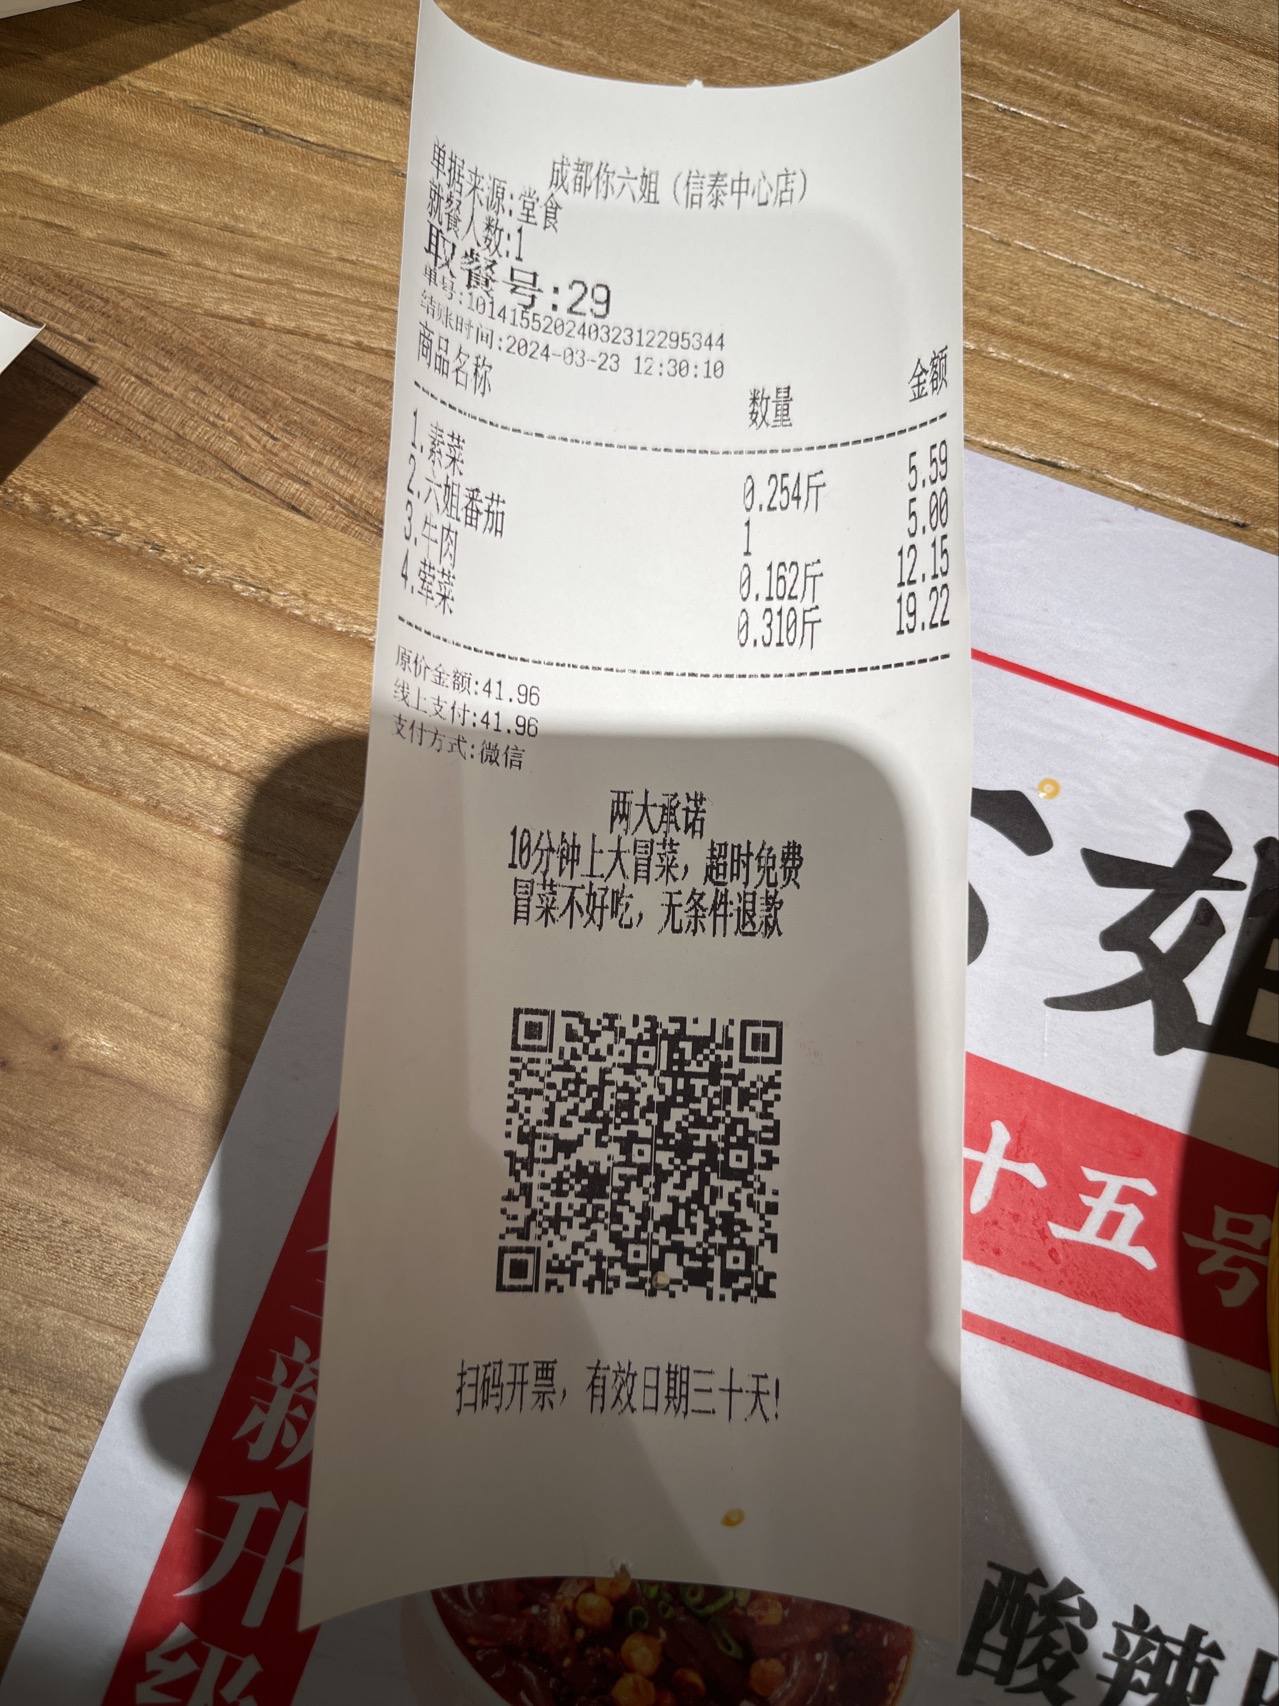 成都你六姐（信泰中心店）
单据来源:堂食
就餐人数:1
取餐号:29
单号:10141552024032312295344
结账时间:2024-03-23 12:30:10
商品名称 数量 金额
1.素菜 0.254斤 5.59
2.六姐番茄 1 5.00
3.牛肉 0.162斤 12.15
4.荤菜 0.310斤 19.22
原价金额:41.96
线上支付:41.96
支付方式:微信
两大承诺
10分钟上大冒菜，超时免费
冒菜不好吃，无条件退款
扫码开票，有效日期三十天!
姐
十五号
新升级
酸辣